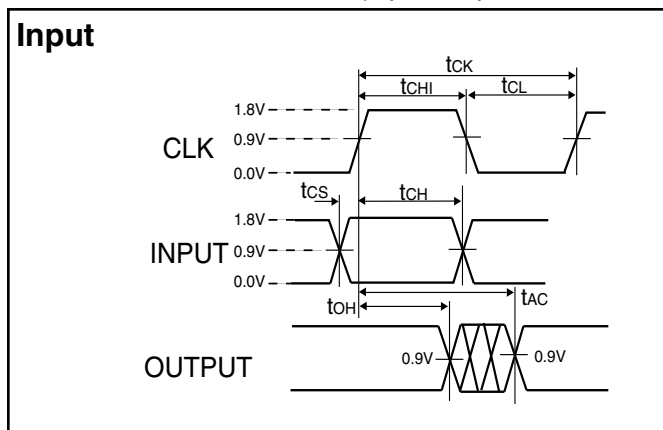 Input
tCK
tCHI
tCL
1.8V
CLK
0.9V
0.0V
tCS
tCH
1.8V
INPUT
0.9V
0.0V
tOH
tAC
OUTPUT
0.9V
0.9V